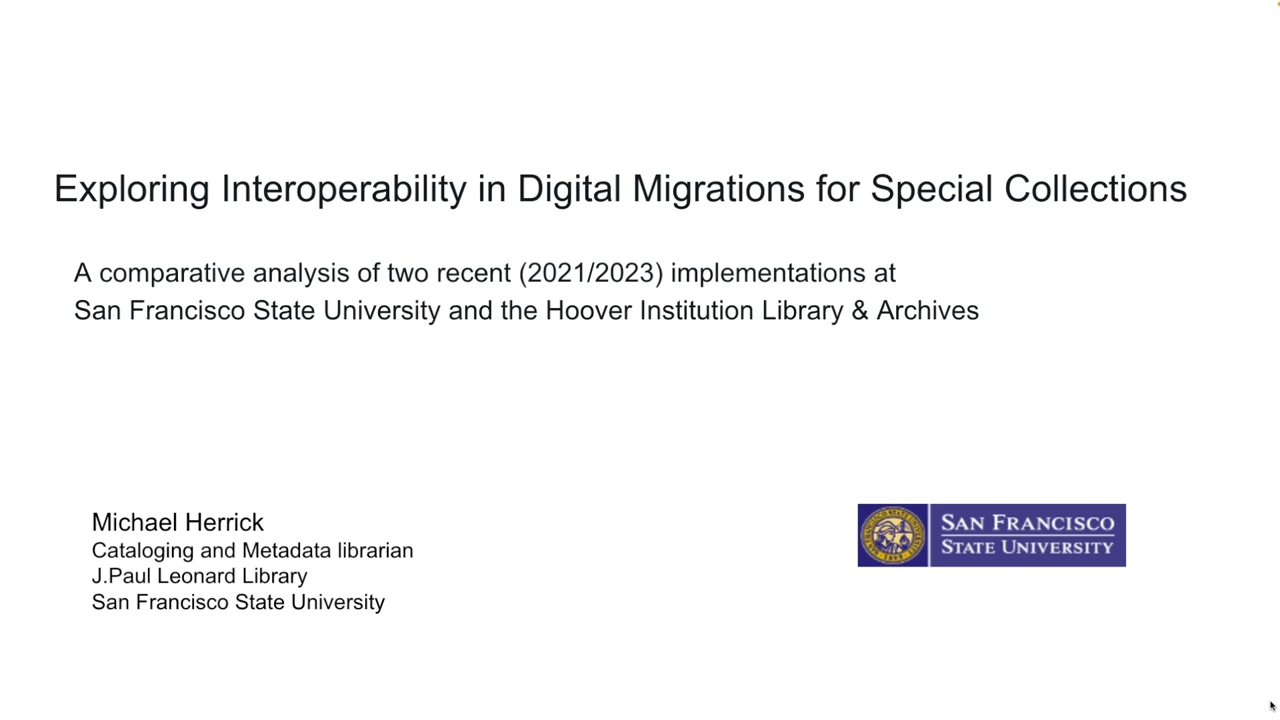 Exploring Interoperability in Digital Migrations for Special Collections
A comparative analysis of two recent (2021/2023) implementations at
San Francisco State University and the Hoover Institution Library & Archives
Michael Herrick
Cataloging and Metadata librarian
J.Paul Leonard Library
San Francisco State University
SAN FRANCISCO
STATE UNIVERSITY